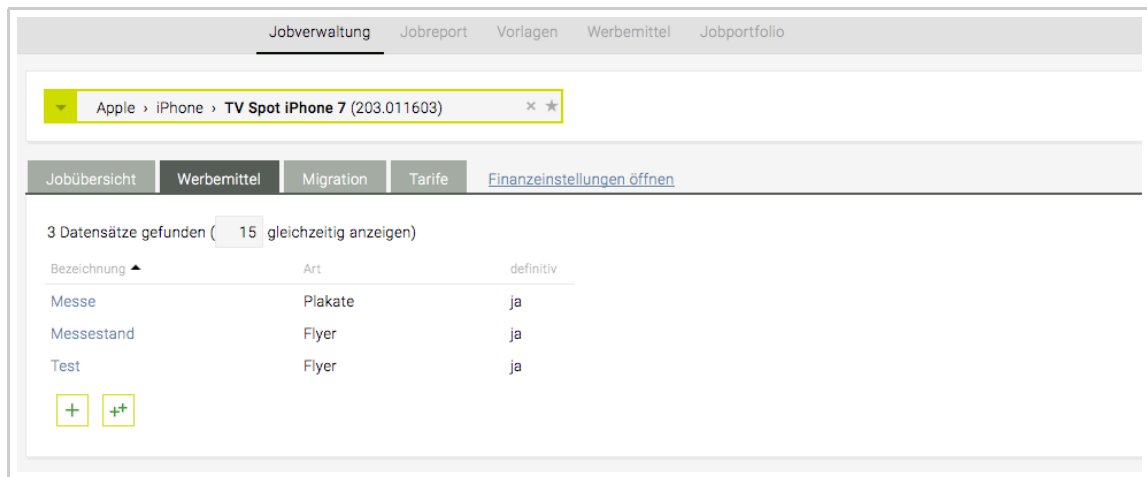 Jobverwaltung Jobreport Vorlagen Werbemittel Jobportfolio
Apple › iPhone › TV Spot iPhone 7 (203.011603) × ★
Jobübersicht Werbemittel Migration Tarife Finanzeinstellungen öffnen
3 Datensätze gefunden ( 15 gleichzeitig anzeigen)
Bezeichnung Art definitiv
Messe Plakate ja
Messestand Flyer ja
Test Flyer ja